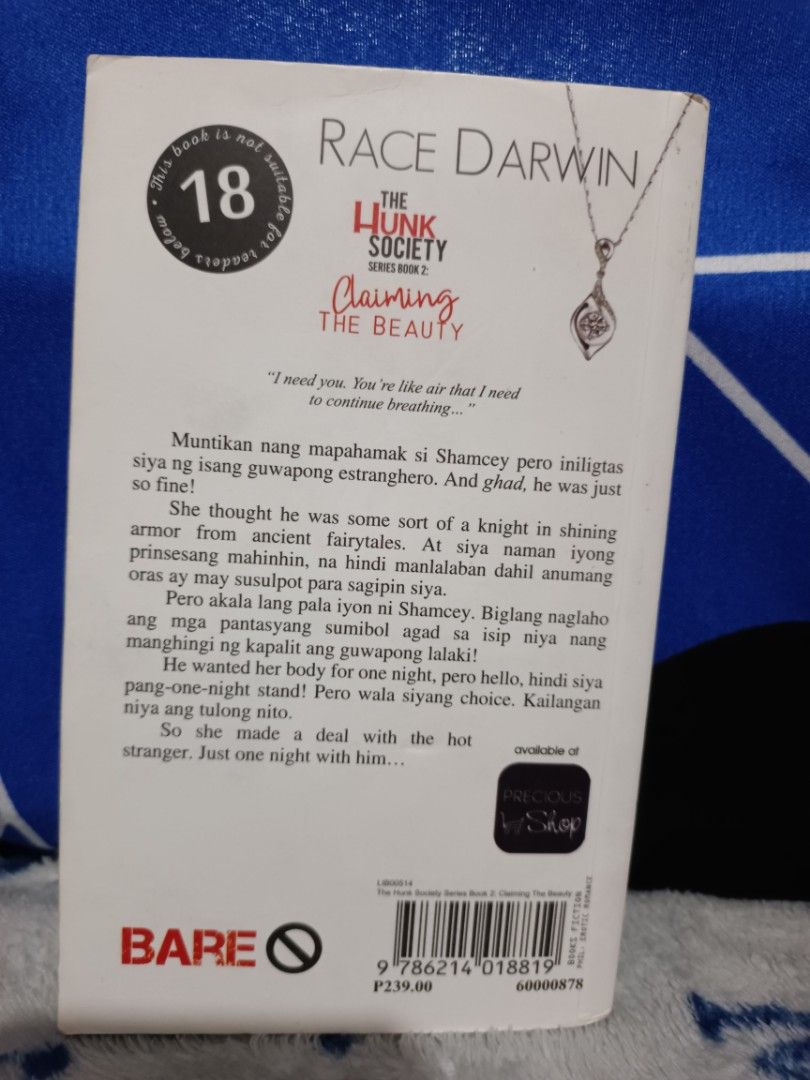 This book is not suitable for readers below
18
RACE DARWIN
THE
HUNK
SOCIETY
SERIES BOOK 2:
Claiming
THE BEAUTY
“I need you. You’re like air that I need
to continue breathing...”
Muntikan nang mapahamak si Shamcey pero iniligtas
siya ng isang guwapong estranghero. And ghad, he was just
so fine!
She thought he was some sort of a knight in shining
armor from ancient fairytales. At siya naman iyong
prinsesang mahinhin, na hindi manlalaban dahil anumang
oras ay may susulpot para sagipin siya.
Pero akala lang pala iyon ni Shamcey. Biglang naglaho
ang mga pantasyang sumibol agad sa isip niya nang
manghingi ng kapalit ang guwapong lalaki!
He wanted her body for one night, pero hello, hindi siya
pang-one-night stand! Pero wala siyang choice. Kailangan
niya ang tulong nito.
So she made a deal with the hot
stranger. Just one night with him…
available at
PRECIOUS
Shop
LIB00514
The Hunk Society Series Book 2: Claiming The Beauty
BOOKS FICTION
PHIL: EROTIC ROMANCE
BARE
9 786214 018819
P239.00 60000878